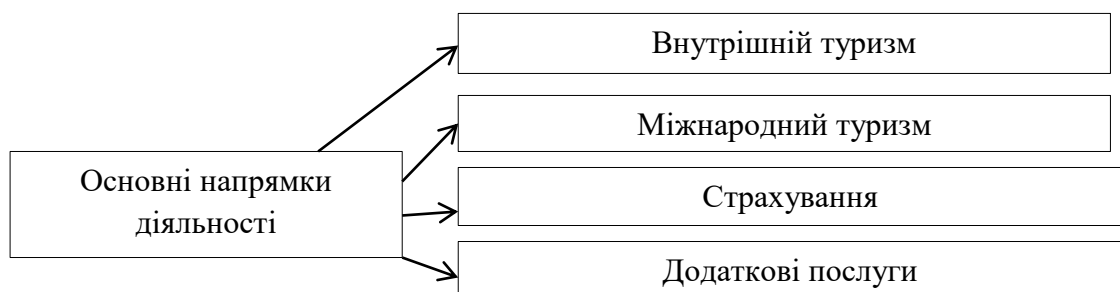 Основні напрямки
діяльності
Внутрішній туризм
Міжнародний туризм
Страхування
Додаткові послуги